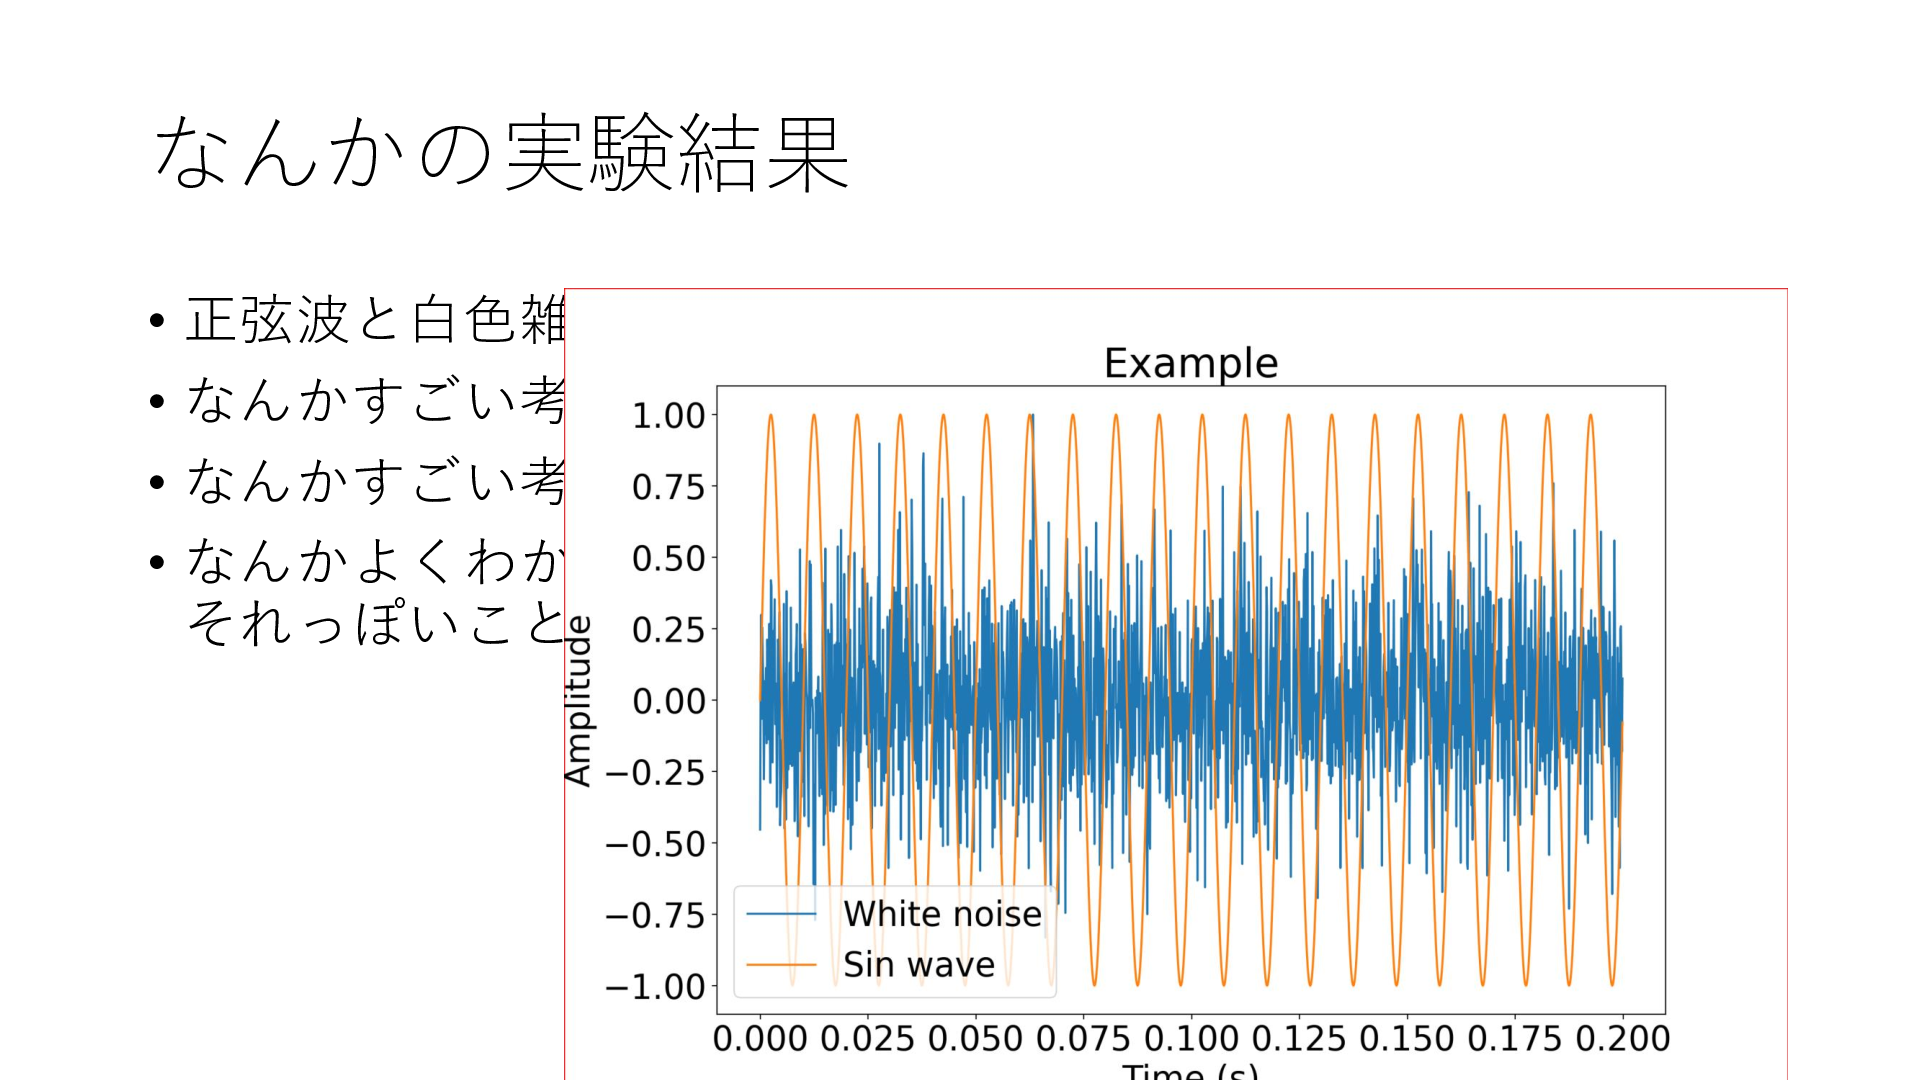 なんかの実験結果
• 正弦波と白色雑
• なんかすごい考
• なんかすごい考
• なんかよくわか
それっぽいこと
Example
Amplitude
1.00
0.75
0.50
0.25
0.00
−0.25
−0.50
−0.75
−1.00
White noise
Sin wave
0.000 0.025 0.050 0.075 0.100 0.125 0.150 0.175 0.200
Time (s)